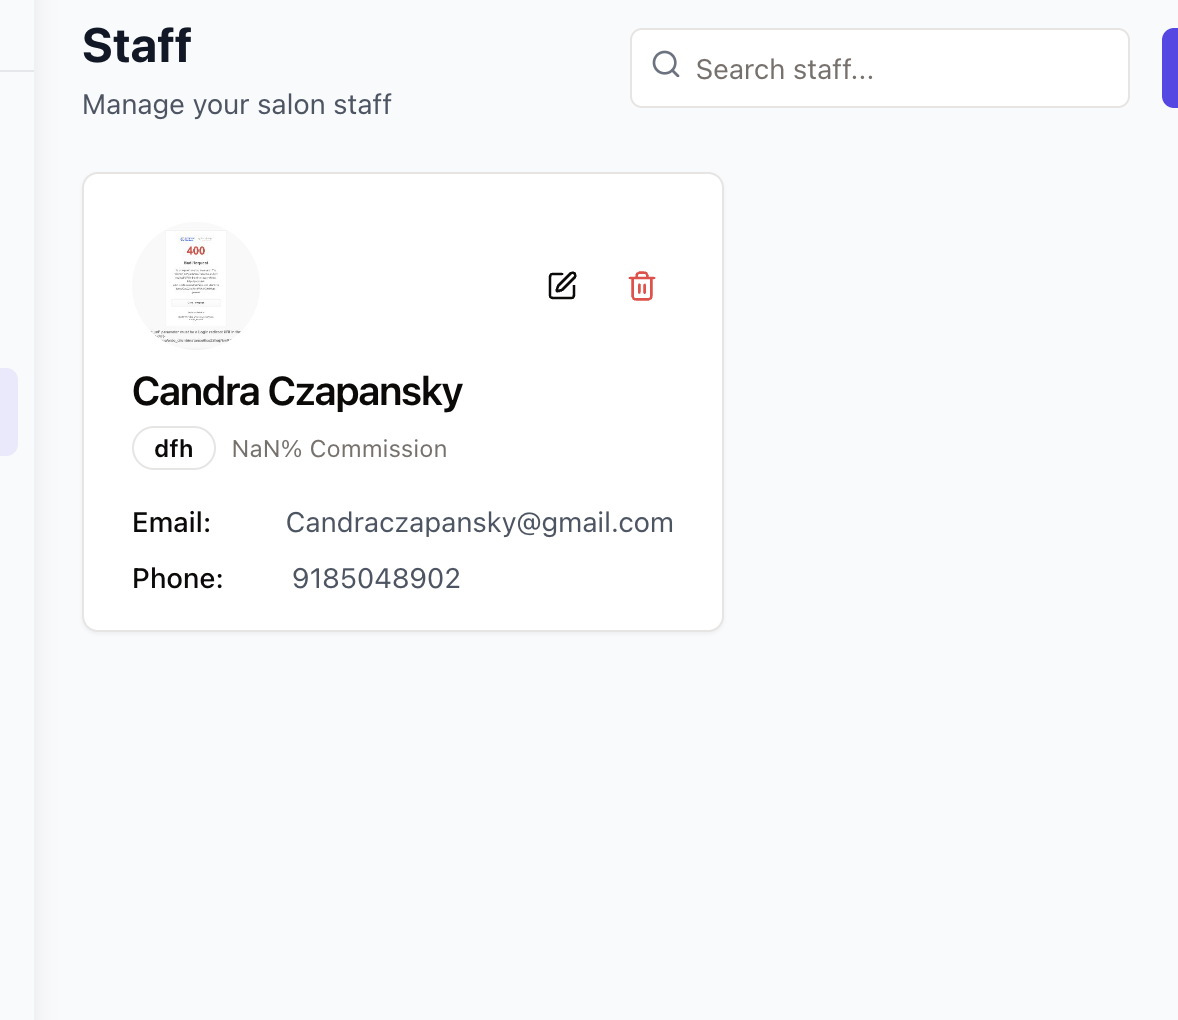 Staff
Manage your salon staff
Search staff...
400
Bad Request
Candra Czapansky
dfh NaN% Commission
Email: Candraczapansky@gmail.com
Phone: 9185048902